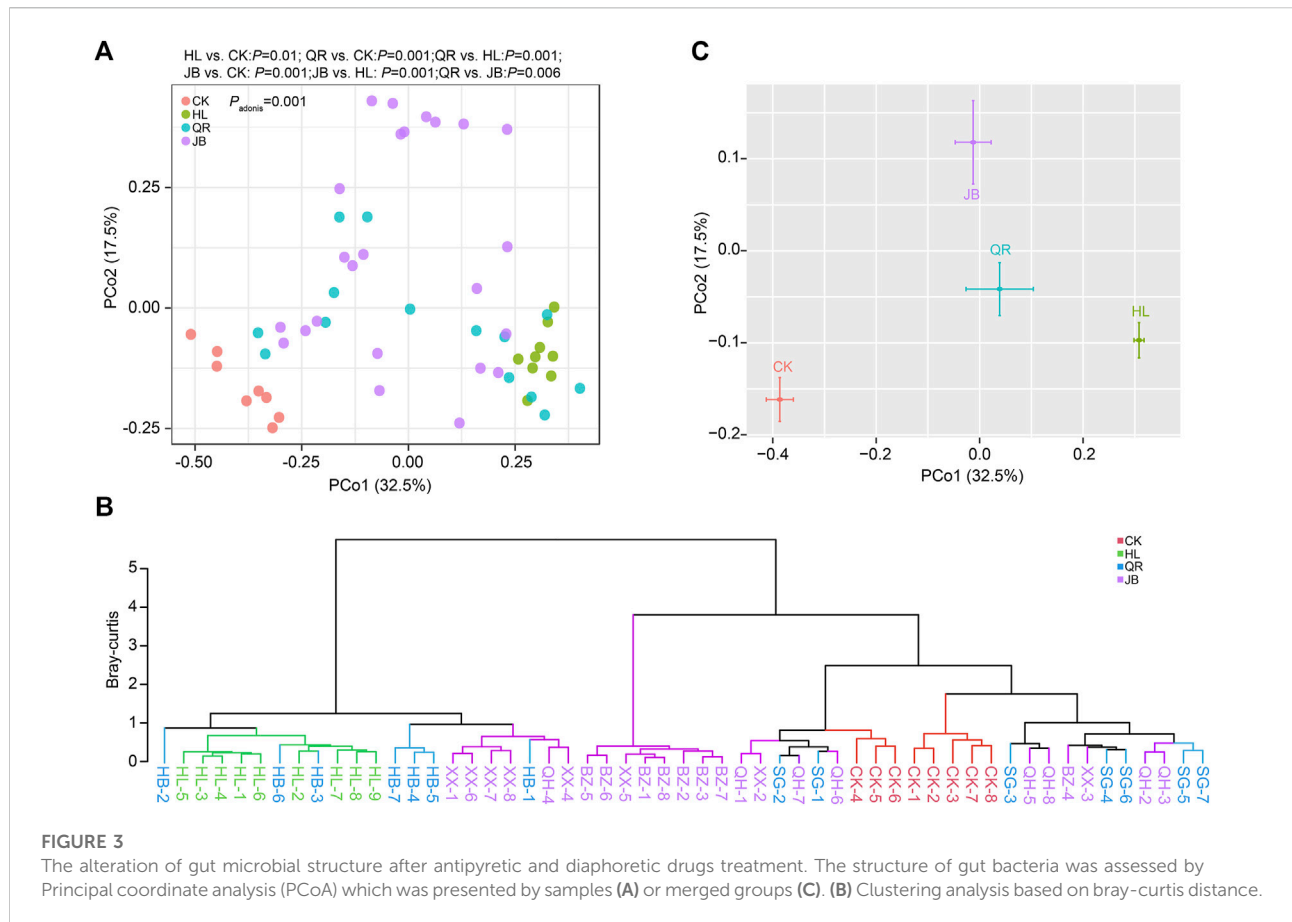 A
HL vs. CK:P=0.01; QR vs. CK:P=0.001;QR vs. HL:P=0.001;
JB vs. CK: P=0.001;JB vs. HL: P=0.001;QR vs. JB:P=0.006
CK
HL
QR
JB
Padonis=0.001
0.25
0.00
-0.25
PCo2 (17.5%)
-0.50
-0.25
0.00
0.25
PCo1 (32.5%)
C
0.1
0.0
−0.1
−0.2
PCo2 (17.5%)
JB
QR
HL
CK
−0.4
−0.2
0.0
0.2
PCo1 (32.5%)
B
CK
HL
QR
JB
Bray-curtis
5
4
3
2
1
0
HB-2
HL-5
HL-3
HL-4
HL-1
HL-6
HB-6
HL-2
HB-3
HL-7
HL-8
HL-9
HB-7
HB-4
HB-5
XX-1
XX-6
XX-7
XX-8
HB-1
QH-4
XX-4
BZ-5
BZ-6
XX-5
BZ-1
BZ-8
BZ-2
BZ-3
BZ-7
QH-1
XX-2
SG-2
QH-7
SG-1
QH-6
CK-4
CK-5
CK-6
CK-1
CK-2
CK-3
CK-7
CK-8
SG-3
QH-5
QH-8
BZ-4
XX-3
SG-4
SG-6
QH-2
QH-3
SG-5
SG-7
FIGURE 3
The alteration of gut microbial structure after antipyretic and diaphoretic drugs treatment. The structure of gut bacteria was assessed by
Principal coordinate analysis (PCoA) which was presented by samples (A) or merged groups (C). (B) Clustering analysis based on bray-curtis distance.